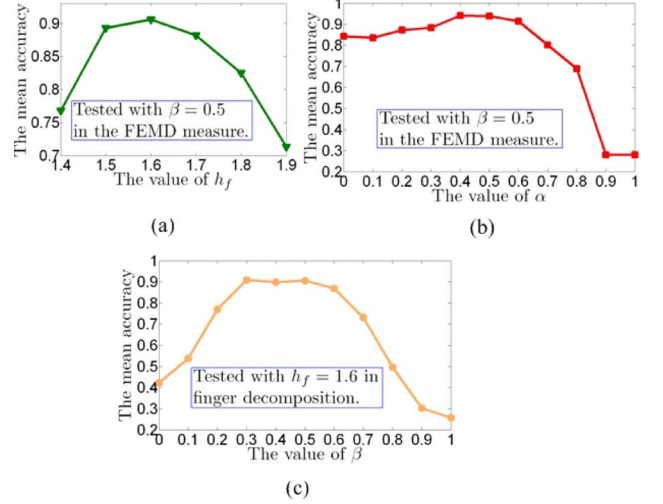 The mean accuracy
0.9
0.85
0.8
0.75
0.7
1.4 1.5 1.6 1.7 1.8 1.9
The value of h_f
Tested with β = 0.5
in the FEMD measure.
(a)
The mean accuracy
1
0.9
0.8
0.7
0.6
0.5
0.4
0.3
0.2
0 0.1 0.2 0.3 0.4 0.5 0.6 0.7 0.8 0.9 1
The value of α
Tested with β = 0.5
in the FEMD measure.
(b)
The mean accuracy
1
0.9
0.8
0.7
0.6
0.5
0.4
0.3
0.2
0 0.1 0.2 0.3 0.4 0.5 0.6 0.7 0.8 0.9 1
The value of β
Tested with h_f = 1.6 in
finger decomposition.
(c)